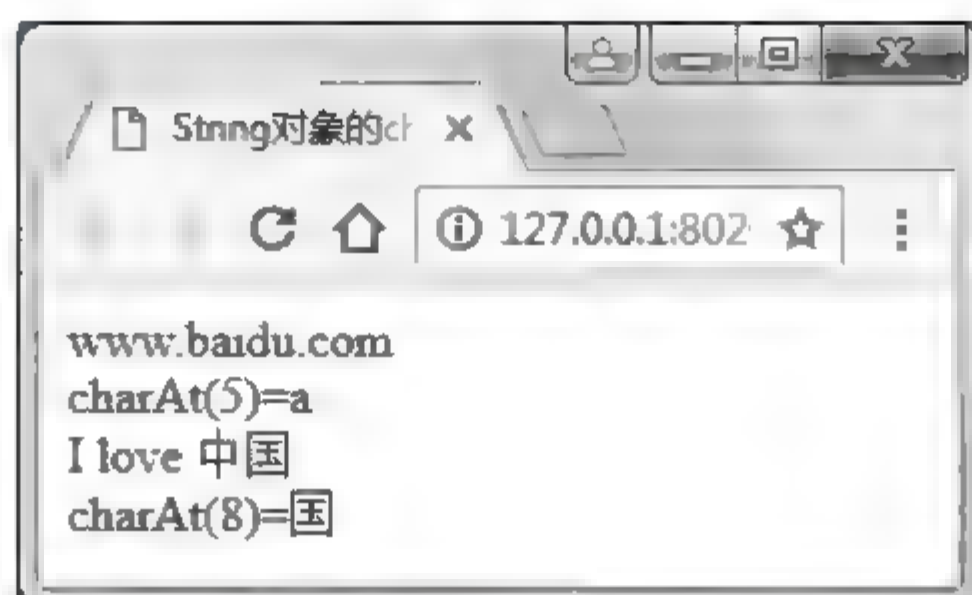 String对象的ch
127.0.0.1:802
www.baidu.com
charAt(5)=a
I love 中国
charAt(8)=国